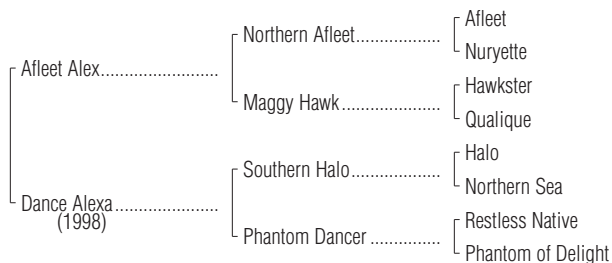 Afleet
Northern Afleet....................
Nuryette
Afleet Alex............................
Hawkster
Maggy Hawk.......................
Qualique
Halo
Southern Halo.....................
Northern Sea
Dance Alexa.........................
(1998)
Restless Native
Phantom Dancer................
Phantom of Delight